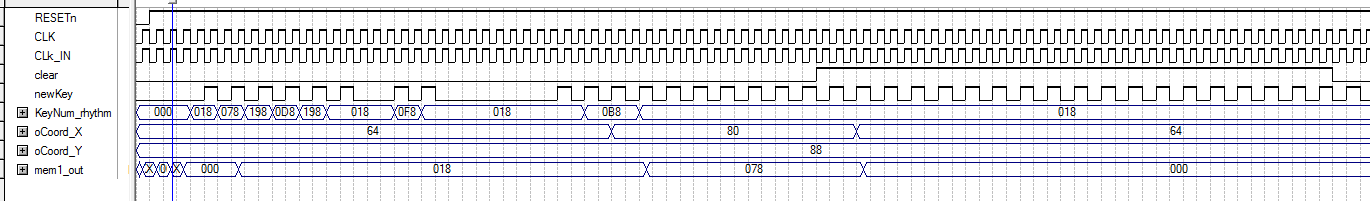 RESETn
CLK
CLk_IN
clear
newKey
KeyNum_rhythm 000 018 078 198 0D8 198 018 0F8 018 0B8 018
oCoord_X 64 80 64
oCoord_Y 88
mem1_out X 0 X 000 018 078 000